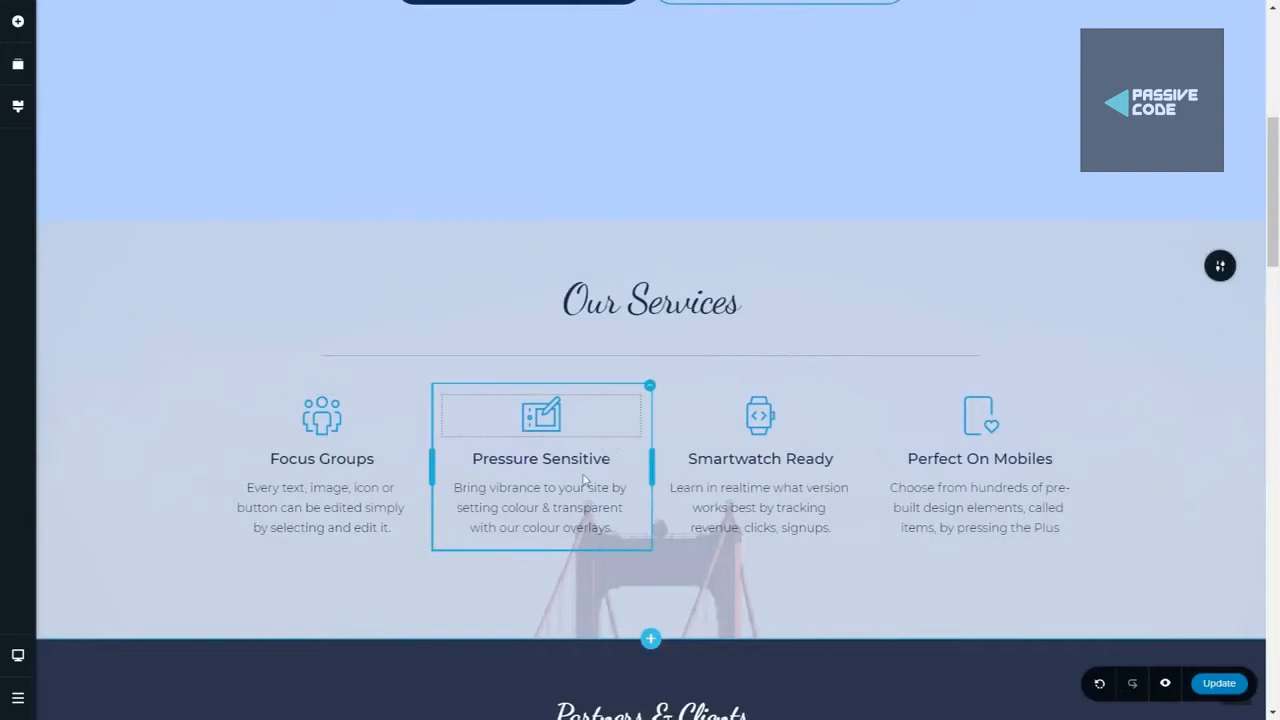 PASSIVE
CODE
Our Services
Focus Groups
Every text, image, icon or
button can be edited simply
by selecting and edit it.
Pressure Sensitive
Bring vibrance to your site by
setting colour & transparent
with our colour overlays.
Smartwatch Ready
Learn in realtime what version
works best by tracking
revenue, clicks, signups.
Perfect On Mobiles
Choose from hundreds of pre-
built design elements, called
items, by pressing the Plus
Update
Partners & Clients